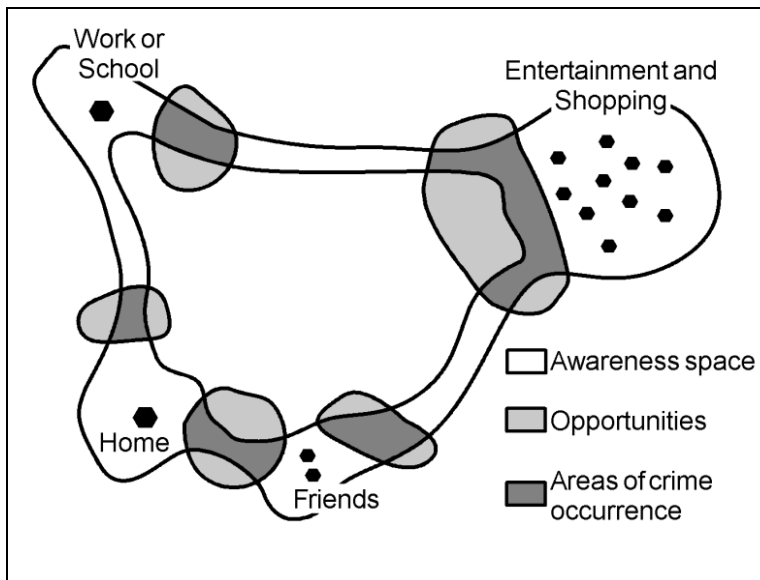 Work or
School
Entertainment and
Shopping
Home
Friends
Awareness space
Opportunities
Areas of crime
occurrence